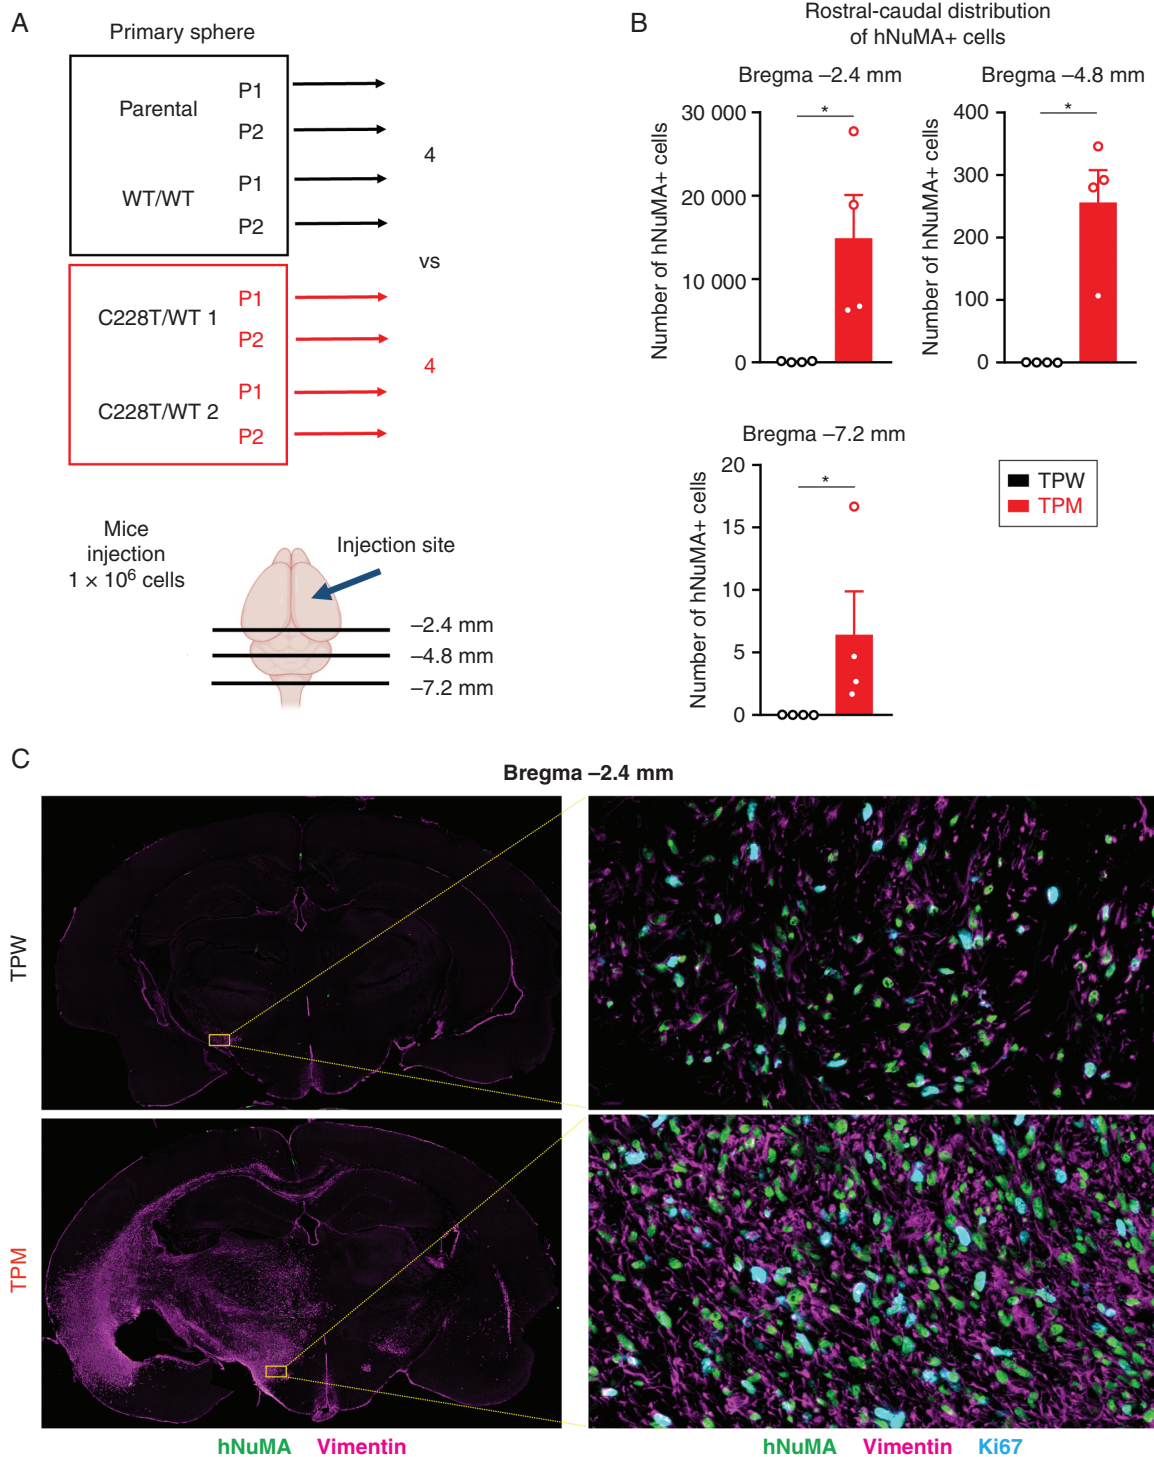 A
Primary sphere
Parental
P1
P2
WT/WT
P1
P2
4
vs
C228T/WT 1
P1
P2
C228T/WT 2
P1
P2
4
Mice
injection
1 × 10⁶ cells
Injection site
–2.4 mm
–4.8 mm
–7.2 mm
B
Rostral-caudal distribution
of hNuMA+ cells
Bregma –2.4 mm
Number of hNuMA+ cells
30 000
20 000
10 000
0
*
Bregma –4.8 mm
Number of hNuMA+ cells
400
300
200
100
0
*
Bregma –7.2 mm
Number of hNuMA+ cells
20
15
10
5
0
*
TPW
TPM
C
Bregma –2.4 mm
TPW
TPM
hNuMA Vimentin
hNuMA Vimentin Ki67